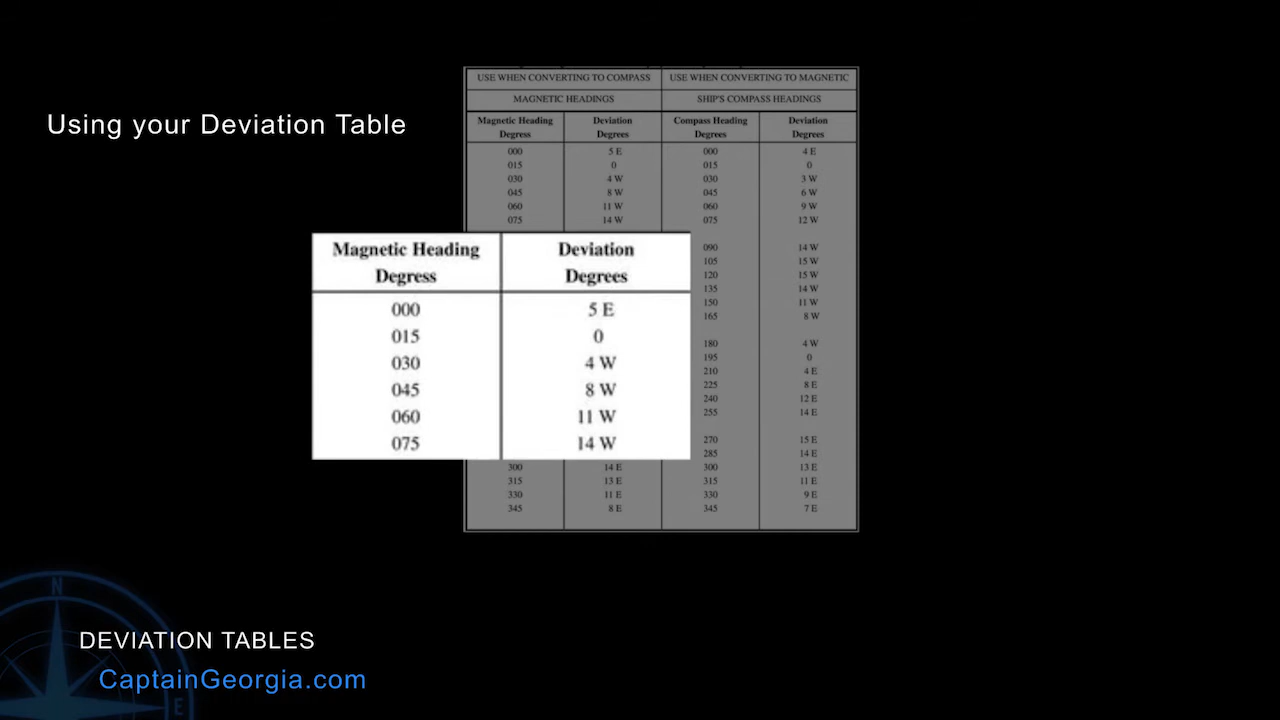 Using your Deviation Table
USE WHEN CONVERTING TO COMPASS USE WHEN CONVERTING TO MAGNETIC
MAGNETIC HEADINGS SHIP'S COMPASS HEADINGS
Magnetic Heading Deviation Compass Heading Deviation
Degress Degrees Degrees Degrees
000 5 E 000 4 E
015 0 015 0
030 4 W 030 3 W
045 8 W 045 6 W
060 11 W 060 9 W
075 14 W 075 12 W
090 14 W
105 15 W
120 15 W
135 14 W
150 11 W
165 8 W
180 4 W
195 0
210 4 E
225 8 E
240 12 E
255 14 E
270 15 E
285 14 E
300 14 E 300 13 E
315 13 E 315 11 E
330 11 E 330 9 E
345 8 E 345 7 E
Magnetic Heading Deviation
Degress Degrees
000 5 E
015 0
030 4 W
045 8 W
060 11 W
075 14 W
N
E
DEVIATION TABLES
CaptainGeorgia.com